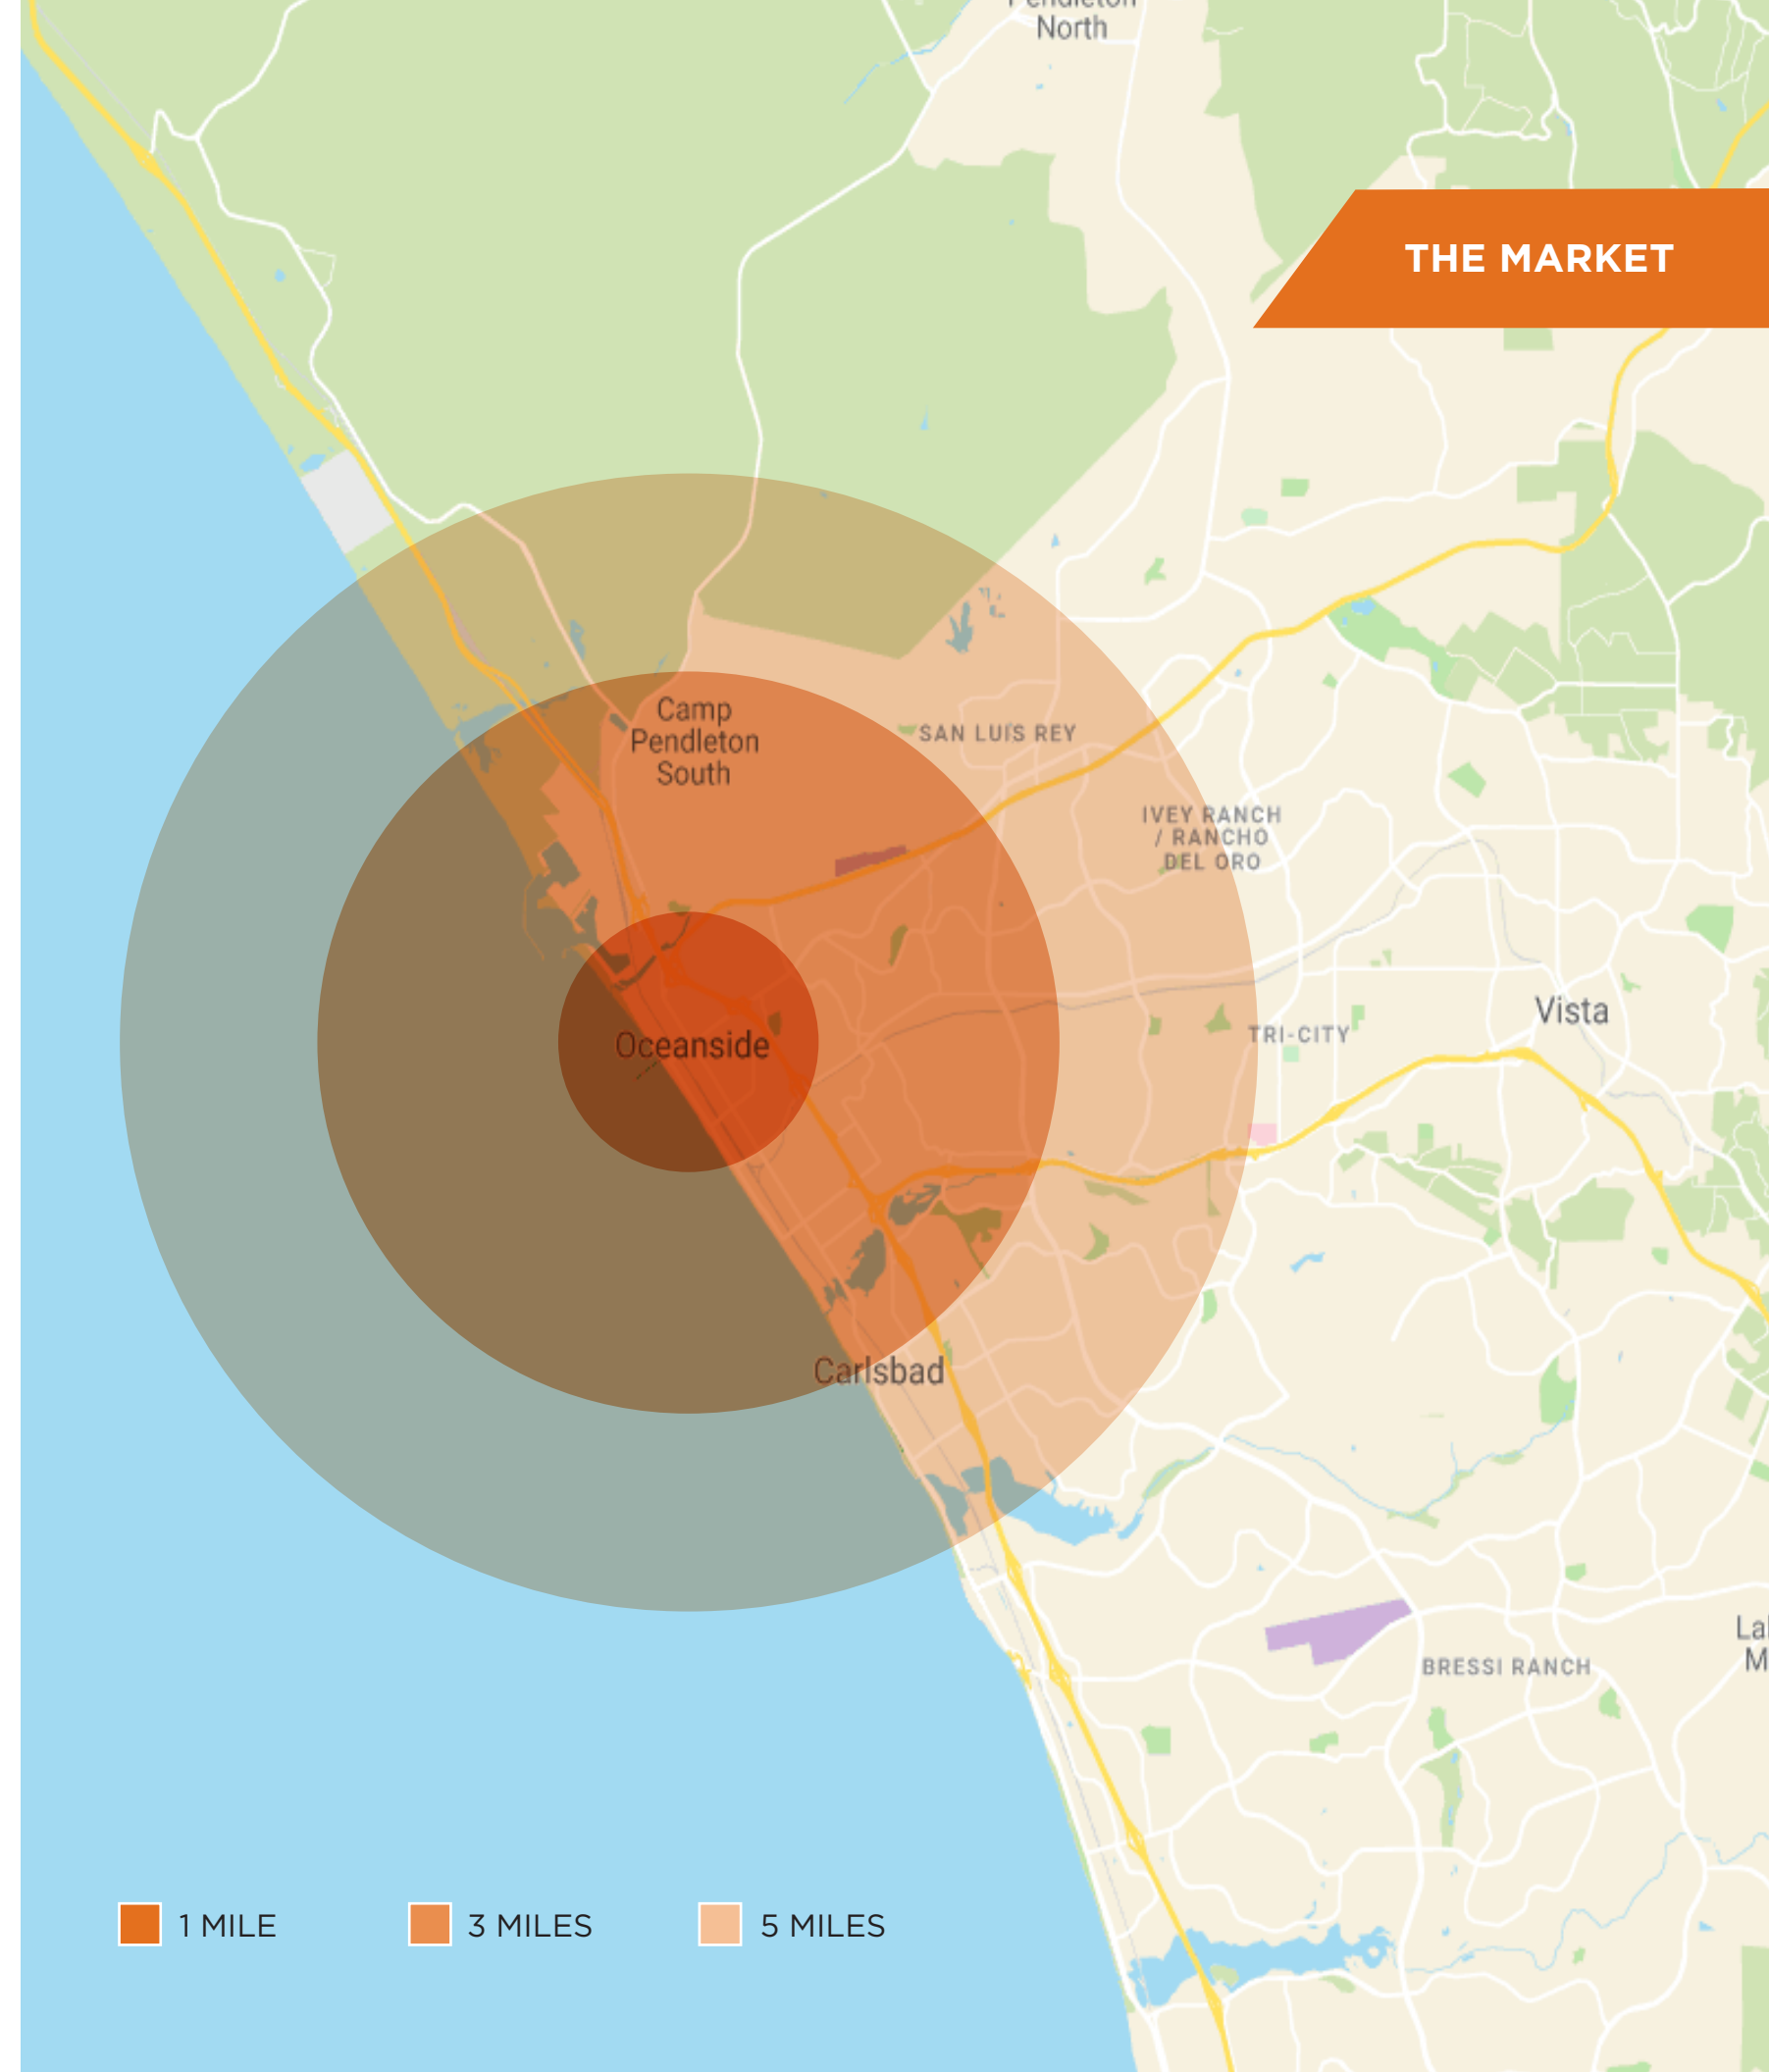 North
THE MARKET
Camp
Pendleton
South
SAN LUIS REY
IVEY RANCH
/ RANCHO
DEL ORO
Oceanside
Vista
TRI-CITY
Carlsbad
BRESSI RANCH
1 MILE
3 MILES
5 MILES